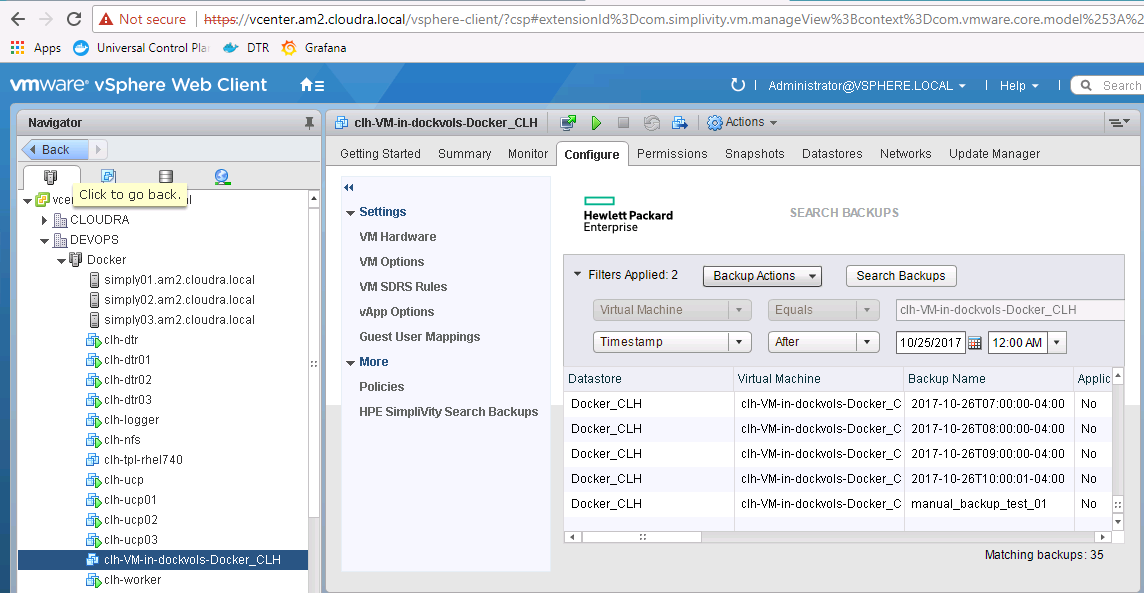 Not secure | https://vcenter.am2.cloudra.local/vsphere-client/?csp#extensionId%3Dcom.simplivity.vm.manageView%3Bcontext%3Dcom.vmware.core.model%253A%2
Apps Universal Control Pla DTR Grafana
vmware® vSphere Web Client Administrator@VSPHERE.LOCAL Help Search
Navigator
Back
Click to go back.
CLOUDRA
DEVOPS
Docker
simply01.am2.cloudra.local
simply02.am2.cloudra.local
simply03.am2.cloudra.local
clh-dtr
clh-dtr01
clh-dtr02
clh-dtr03
clh-logger
clh-nfs
clh-tpl-rhel740
clh-ucp
clh-ucp01
clh-ucp02
clh-ucp03
clh-VM-in-dockvols-Docker_CLH
clh-worker
clh-VM-in-dockvols-Docker_CLH Actions
Getting Started Summary Monitor Configure Permissions Snapshots Datastores Networks Update Manager
Settings
VM Hardware
VM Options
VM SDRS Rules
vApp Options
Guest User Mappings
More
Policies
HPE SimpliVity Search Backups
Hewlett Packard
Enterprise
SEARCH BACKUPS
Filters Applied: 2 Backup Actions Search Backups
Virtual Machine Equals clh-VM-in-dockvols-Docker_CLH
Timestamp After 10/25/2017 12:00 AM
Datastore Virtual Machine Backup Name Applic
Docker_CLH clh-VM-in-dockvols-Docker_C 2017-10-26T07:00:00-04:00 No
Docker_CLH clh-VM-in-dockvols-Docker_C 2017-10-26T08:00:00-04:00 No
Docker_CLH clh-VM-in-dockvols-Docker_C 2017-10-26T09:00:00-04:00 No
Docker_CLH clh-VM-in-dockvols-Docker_C 2017-10-26T10:00:01-04:00 No
Docker_CLH clh-VM-in-dockvols-Docker_C manual_backup_test_01 No
Matching backups: 35